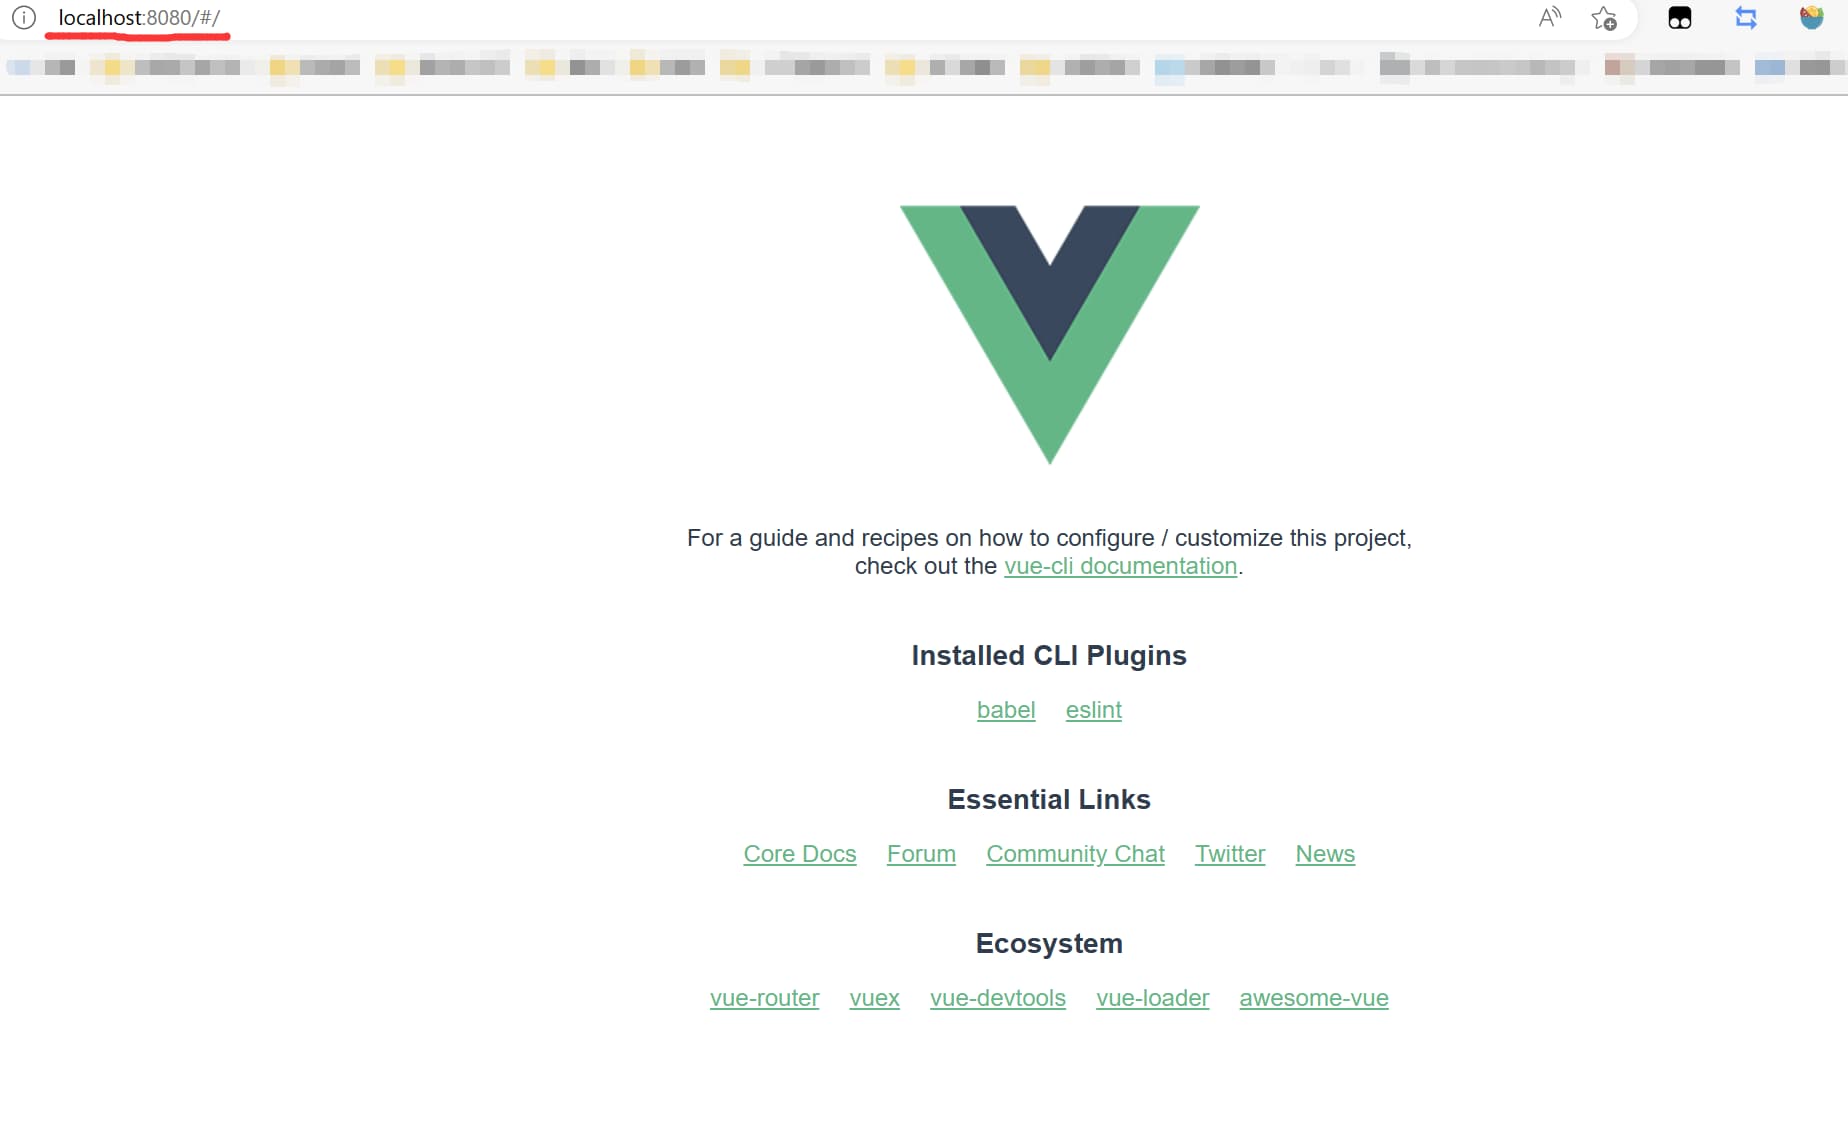 localhost:8080/#/
For a guide and recipes on how to configure / customize this project,
check out the vue-cli documentation.
Installed CLI Plugins
babel eslint
Essential Links
Core Docs Forum Community Chat Twitter News
Ecosystem
vue-router vuex vue-devtools vue-loader awesome-vue